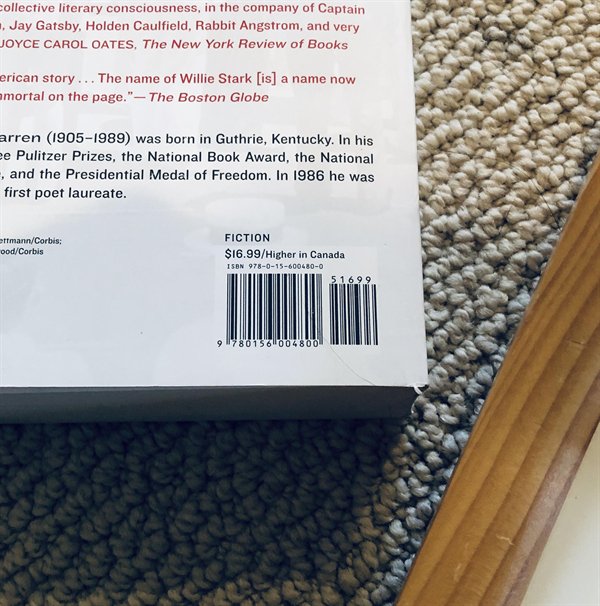 collective literary consciousness, in the company of Captain
, Jay Gatsby, Holden Caulfield, Rabbit Angstrom, and very
JOYCE CAROL OATES, The New York Review of Books
erican story . . . The name of Willie Stark [is] a name now
mmortal on the page.”—The Boston Globe
arren (1905–1989) was born in Guthrie, Kentucky. In his
ee Pulitzer Prizes, the National Book Award, the National
, and the Presidential Medal of Freedom. In 1986 he was
first poet laureate.
ettmann/Corbis;
wood/Corbis
FICTION
$16.99/Higher in Canada
ISBN 978-0-15-600480-0
51699
9 780156 004800